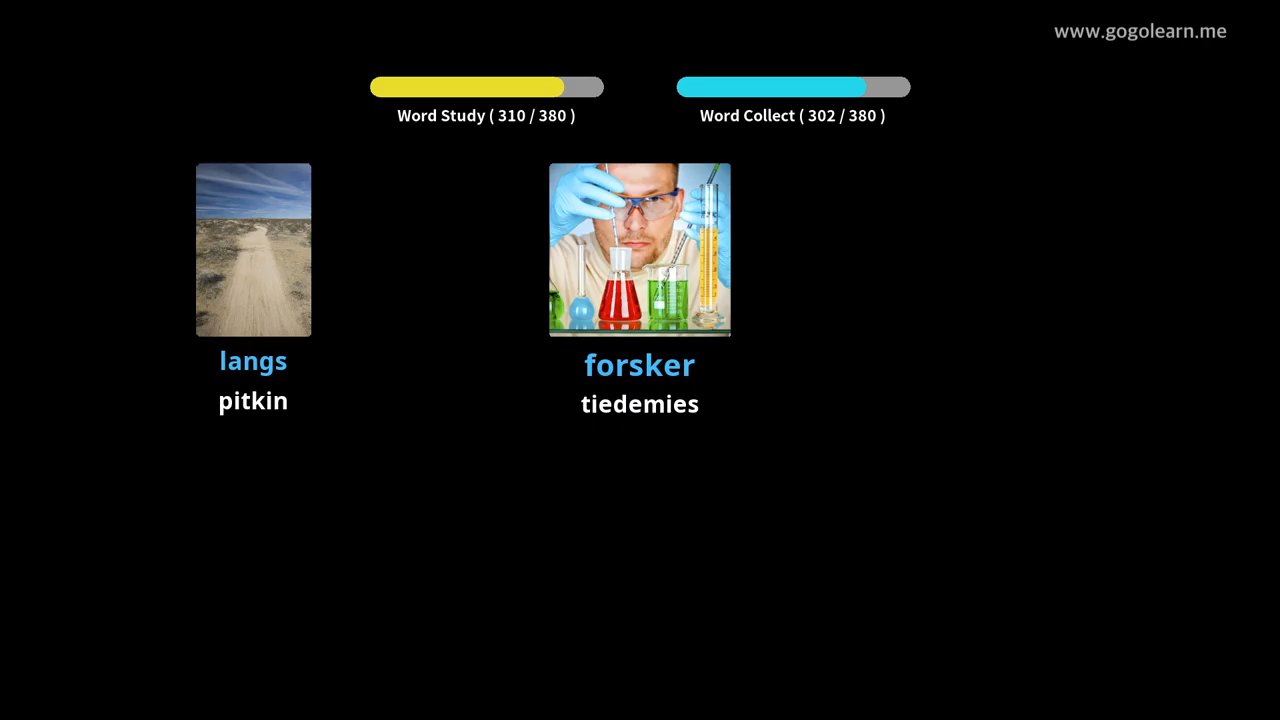 www.gogolearn.me
Word Study ( 310 / 380 )
Word Collect ( 302 / 380 )
langs
pitkin
forsker
tiedemies